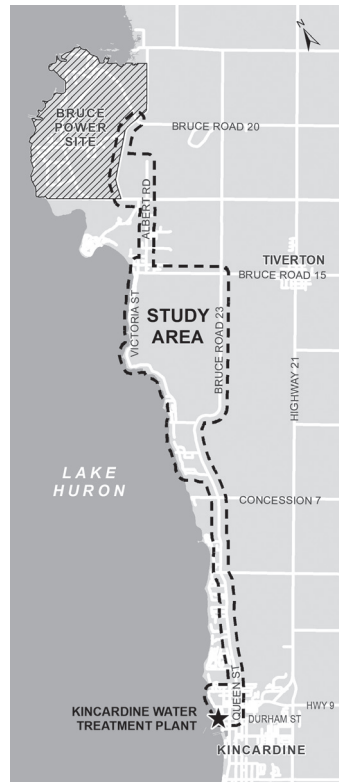 N
BRUCE
POWER
SITE
BRUCE ROAD 20
ALBERT RD
TIVERTON
BRUCE ROAD 15
VICTORIA ST
STUDY
AREA
BRUCE ROAD 23
HIGHWAY 21
LAKE
HURON
CONCESSION 7
QUEEN ST
HWY 9
KINCARDINE WATER
TREATMENT PLANT
DURHAM ST
KINCARDINE